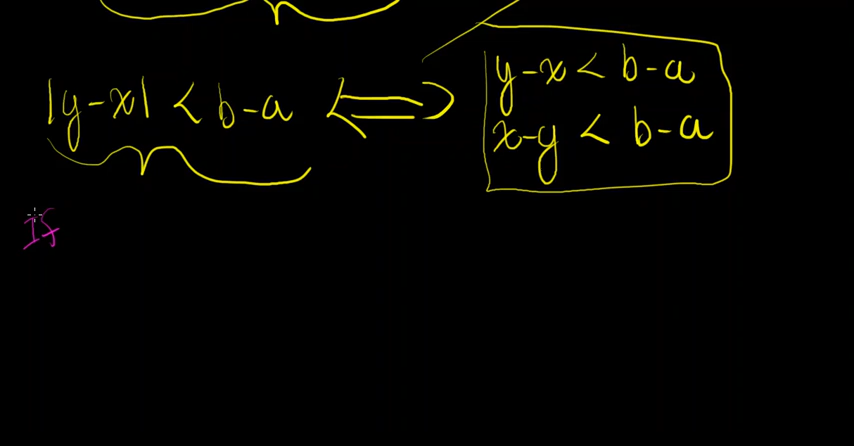 |y-x| < b-a ⟺ y-x < b-a
x-y < b-a
If